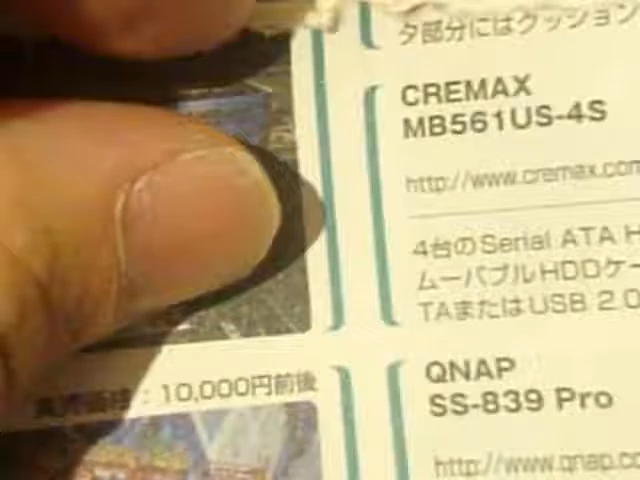 タ部分にはクッション
CREMAX
MB561US-4S
http://www.cremax.com
4台のSerial ATA H
ムーバブルHDDケー
TAまたはUSB 2.0
：10,000円前後
QNAP
SS-839 Pro
http://www.qnap.co